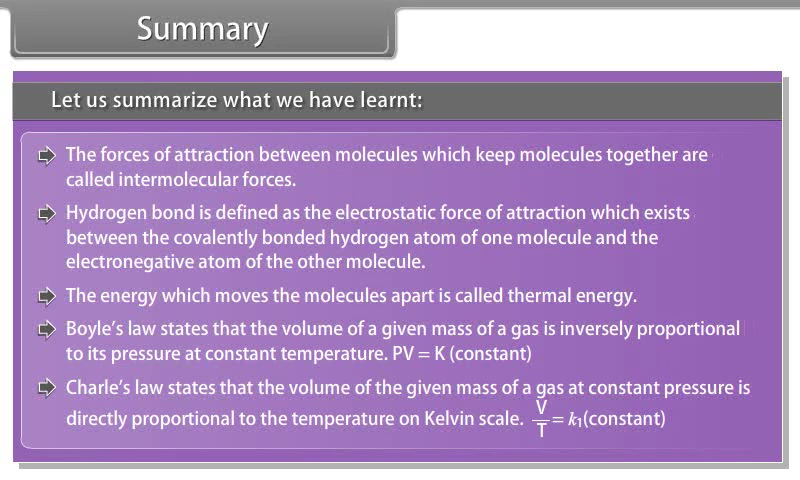 Summary
Let us summarize what we have learnt:
The forces of attraction between molecules which keep molecules together are
called intermolecular forces.
Hydrogen bond is defined as the electrostatic force of attraction which exists
between the covalently bonded hydrogen atom of one molecule and the
electronegative atom of the other molecule.
The energy which moves the molecules apart is called thermal energy.
Boyle's law states that the volume of a given mass of a gas is inversely proportional
to its pressure at constant temperature. PV = K (constant)
Charle's law states that the volume of the given mass of a gas at constant pressure is
directly proportional to the temperature on Kelvin scale. V/T = k₁(constant)